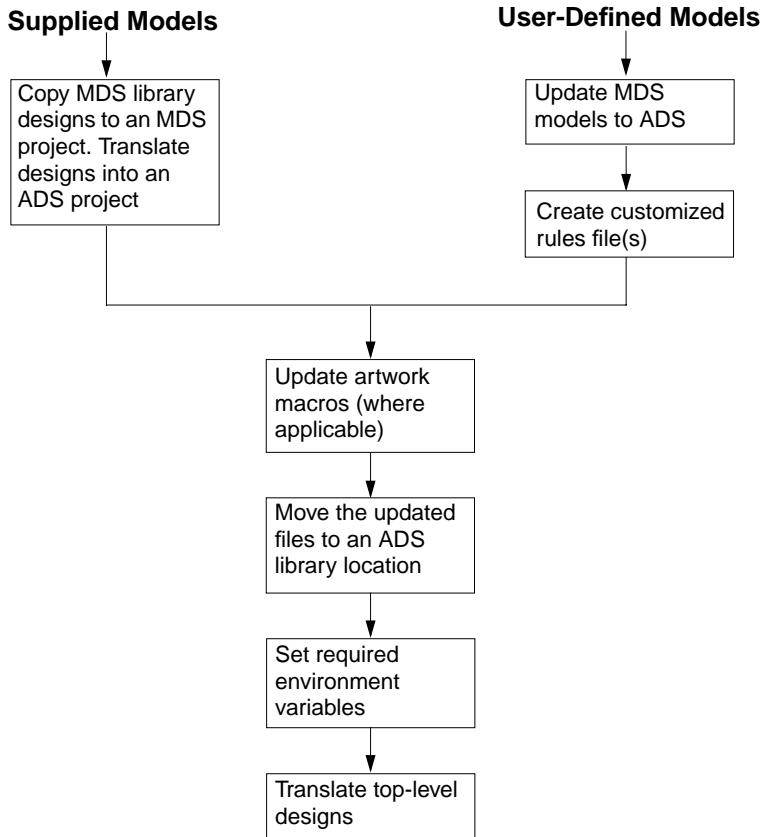 Supplied Models
User-Defined Models
Copy MDS library
designs to an MDS
project. Translate
designs into an
ADS project
Update MDS
models to ADS
Create customized
rules file(s)
Update artwork
macros (where
applicable)
Move the updated
files to an ADS
library location
Set required
environment
variables
Translate top-level
designs